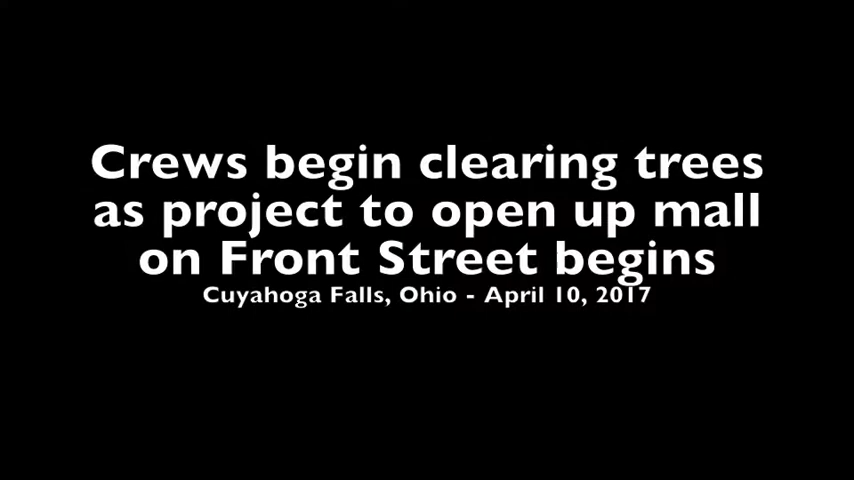 Crews begin clearing trees
as project to open up mall
on Front Street begins
Cuyahoga Falls, Ohio - April 10, 2017